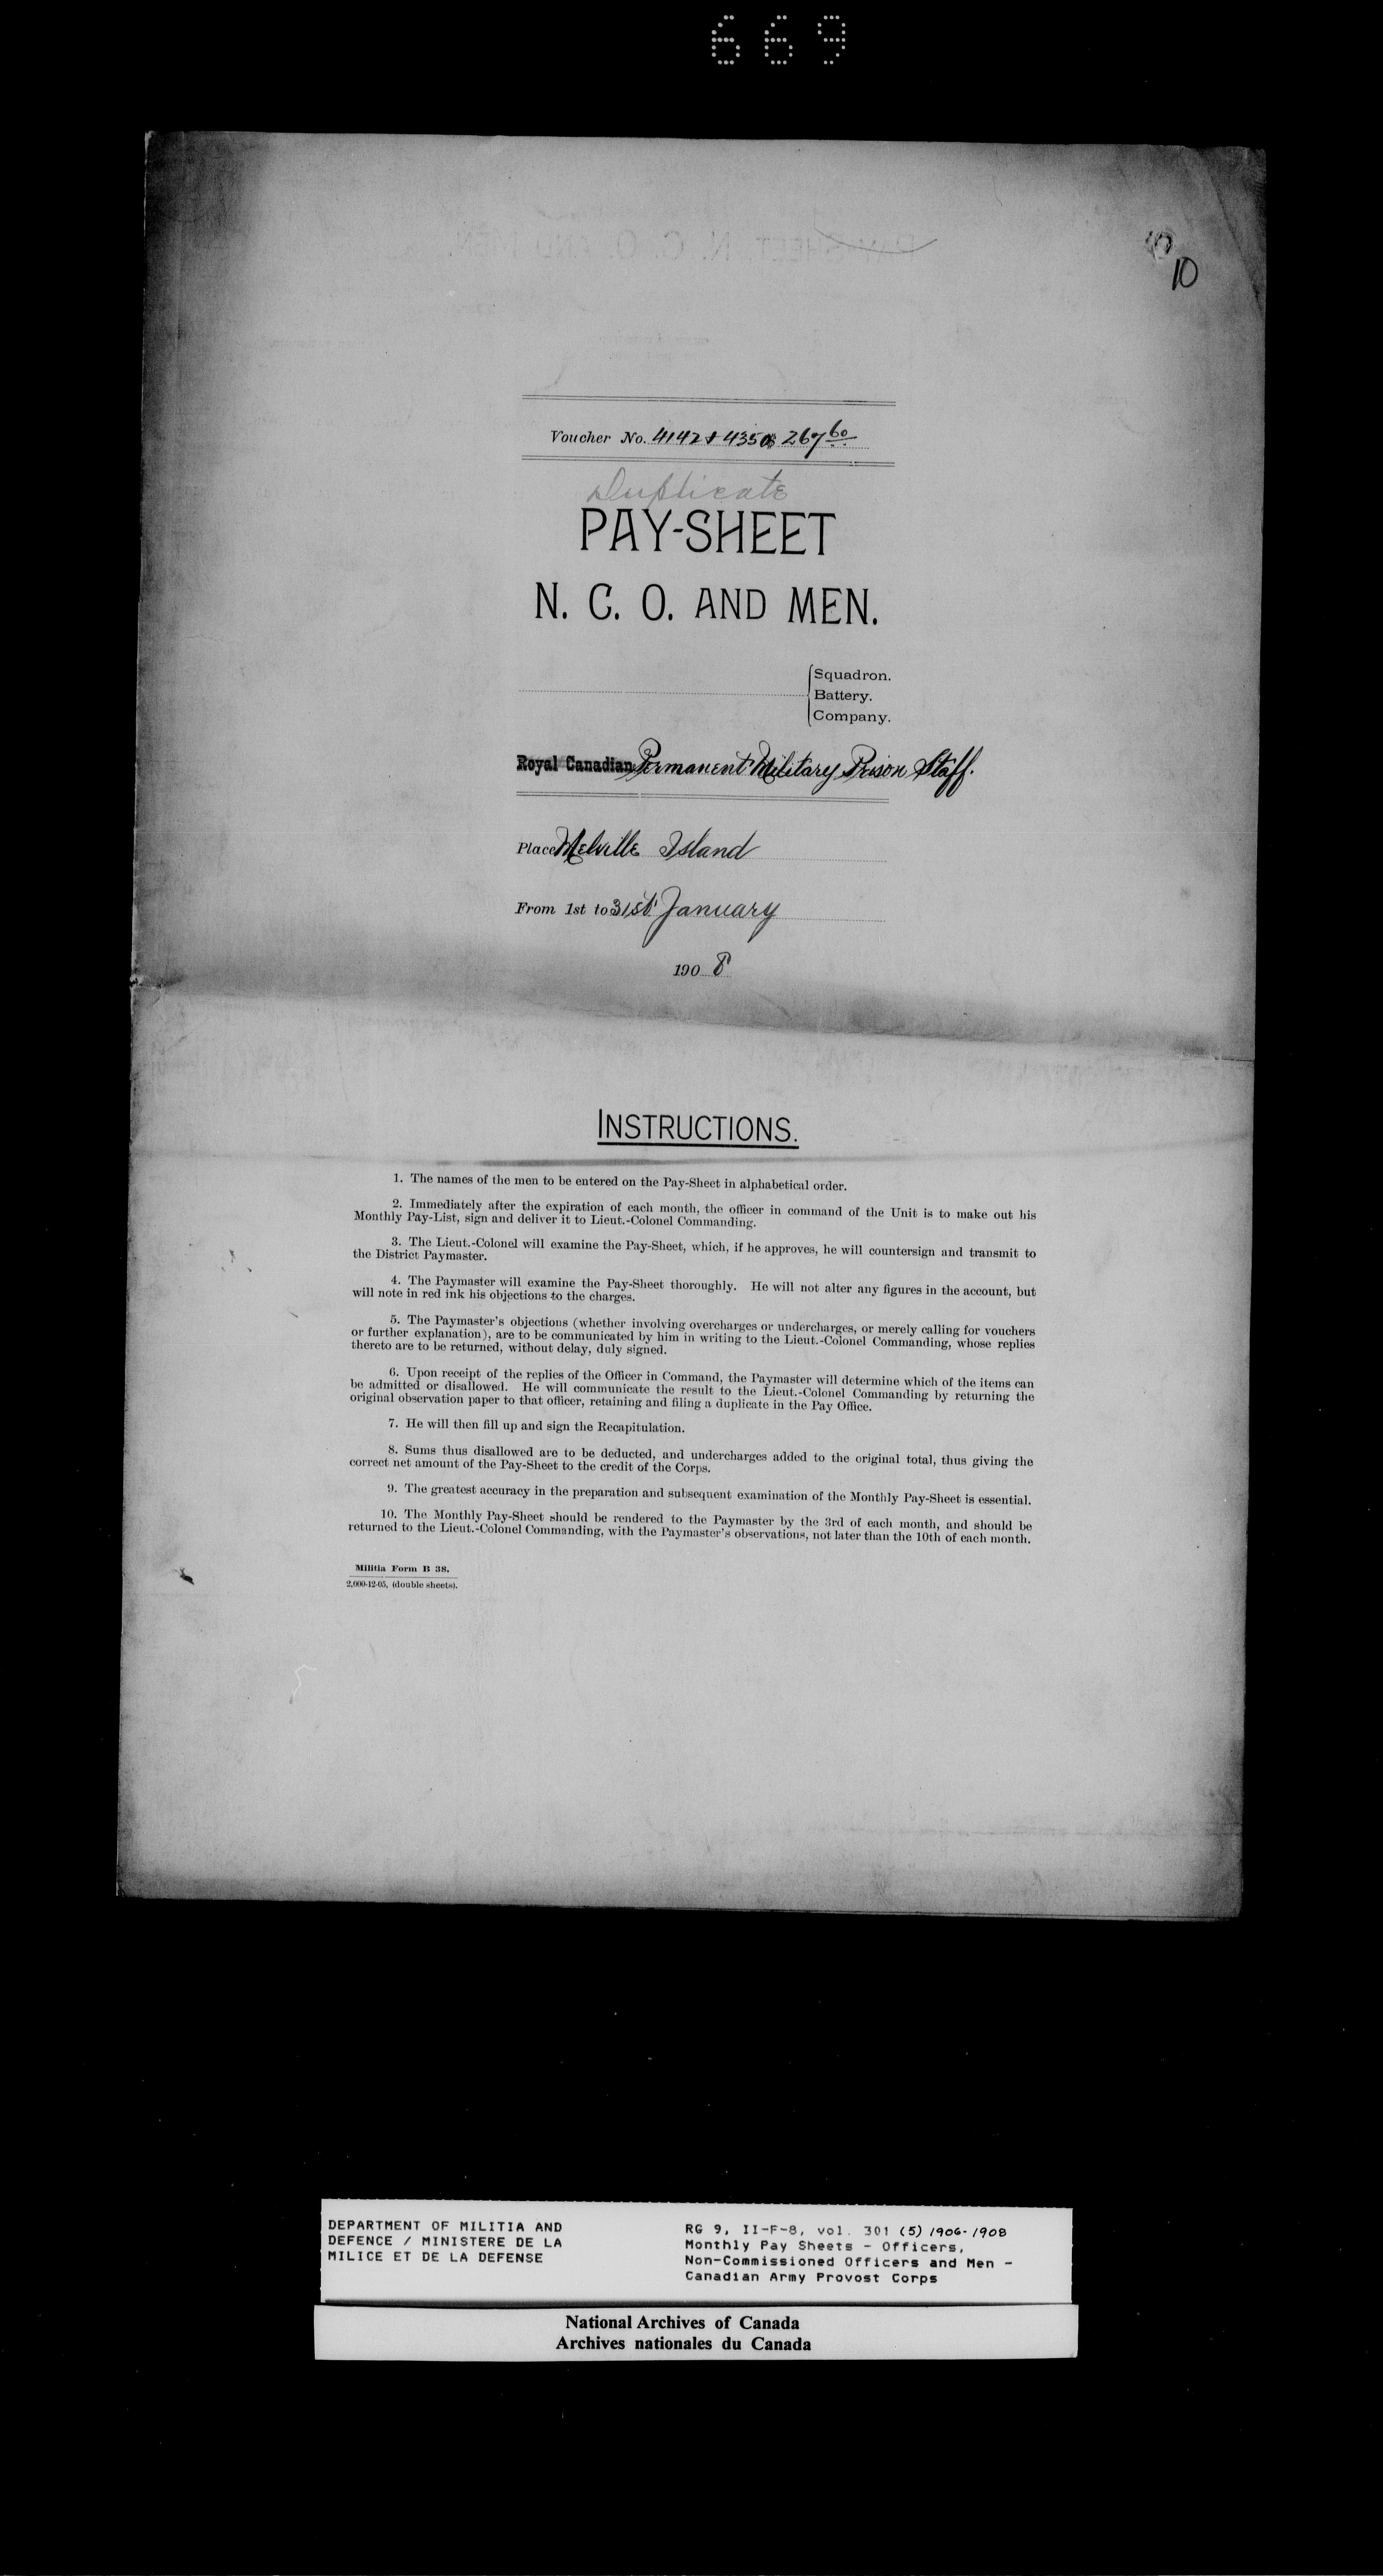 669
10
Voucher No. 4142 & 4350 267 60
Duplicate
PAY-SHEET
N. C. O. AND MEN.
Squadron.
Battery.
Company.
Royal Canadian Permanent Military Prison Staff.
Place Melville Island
From 1st to 31st January
190 8
INSTRUCTIONS.
1. The names of the men to be entered on the Pay-Sheet in alphabetical order.
2. Immediately after the expiration of each month, the officer in command of the Unit is to make out his
Monthly Pay-List, sign and deliver it to Lieut.-Colonel Commanding.
3. The Lieut.-Colonel will examine the Pay-Sheet, which, if he approves, he will countersign and transmit to
the District Paymaster.
4. The Paymaster will examine the Pay-Sheet thoroughly. He will not alter any figures in the account, but
will note in red ink his objections to the charges.
5. The Paymaster's objections (whether involving overcharges or undercharges, or merely calling for vouchers
or further explanation), are to be communicated by him in writing to the Lieut.-Colonel Commanding, whose replies
thereto are to be returned, without delay, duly signed.
6. Upon receipt of the replies of the Officer in Command, the Paymaster will determine which of the items can
be admitted or disallowed. He will communicate the result to the Lieut.-Colonel Commanding by returning the
original observation paper to that officer, retaining and filing a duplicate in the Pay Office.
7. He will then fill up and sign the Recapitulation.
8. Sums thus disallowed are to be deducted, and undercharges added to the original total, thus giving the
correct net amount of the Pay-Sheet to the credit of the Corps.
9. The greatest accuracy in the preparation and subsequent examination of the Monthly Pay-Sheet is essential.
10. The Monthly Pay-Sheet should be rendered to the Paymaster by the 3rd of each month, and should be
returned to the Lieut.-Colonel Commanding, with the Paymaster's observations, not later than the 10th of each month.
Militia Form B 38.
2,000-12-05, (double sheets).
DEPARTMENT OF MILITIA AND
DEFENCE / MINISTERE DE LA
MILICE ET DE LA DEFENSE
RG 9, II-F-8, vol. 301 (5) 1906-1908
Monthly Pay Sheets - Officers,
Non-Commissioned Officers and Men -
Canadian Army Provost Corps
National Archives of Canada
Archives nationales du Canada